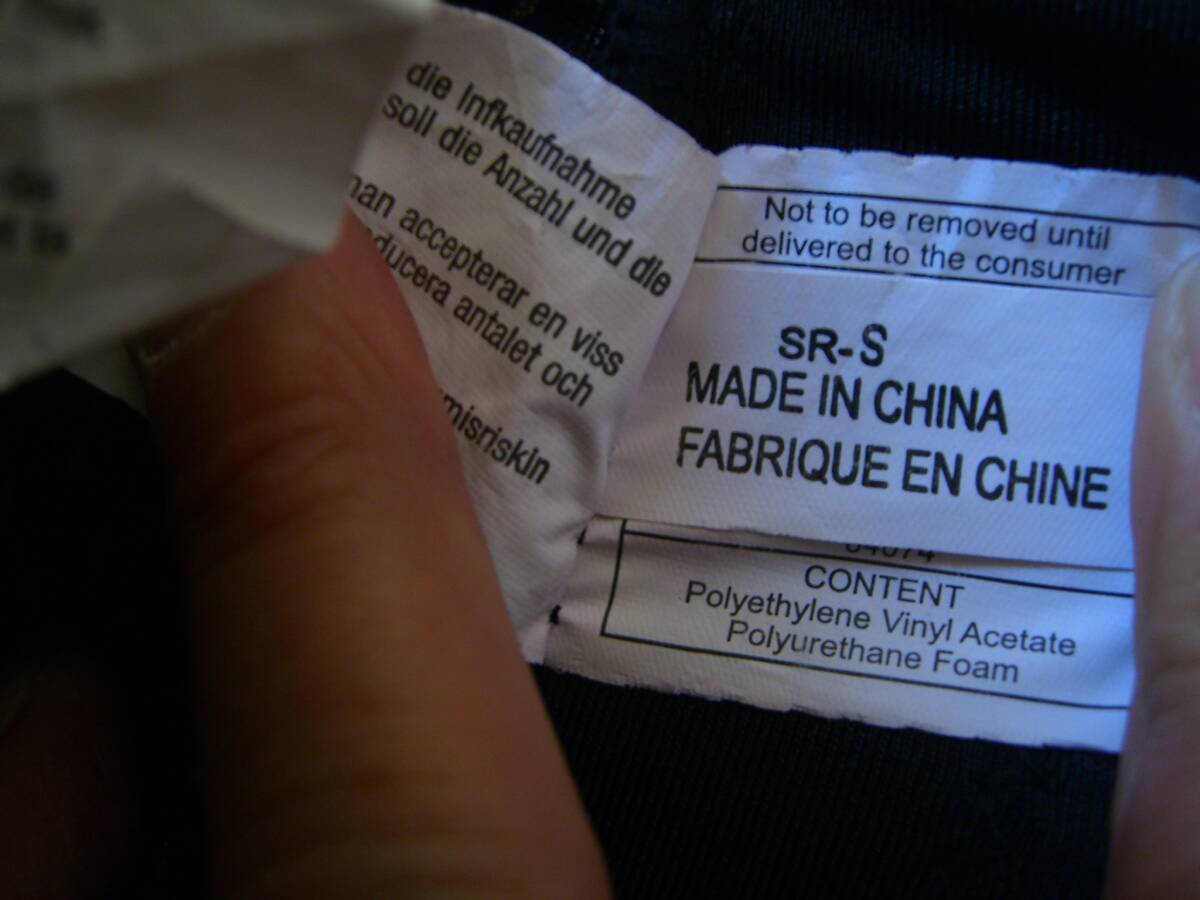 die Infkaufnahme
soll die Anzahl und die
accepterar en viss
ducera antalet och
misriskin
Not to be removed until
delivered to the consumer
SR-S
MADE IN CHINA
FABRIQUE EN CHINE
CONTENT
Polyethylene Vinyl Acetate
Polyurethane Foam